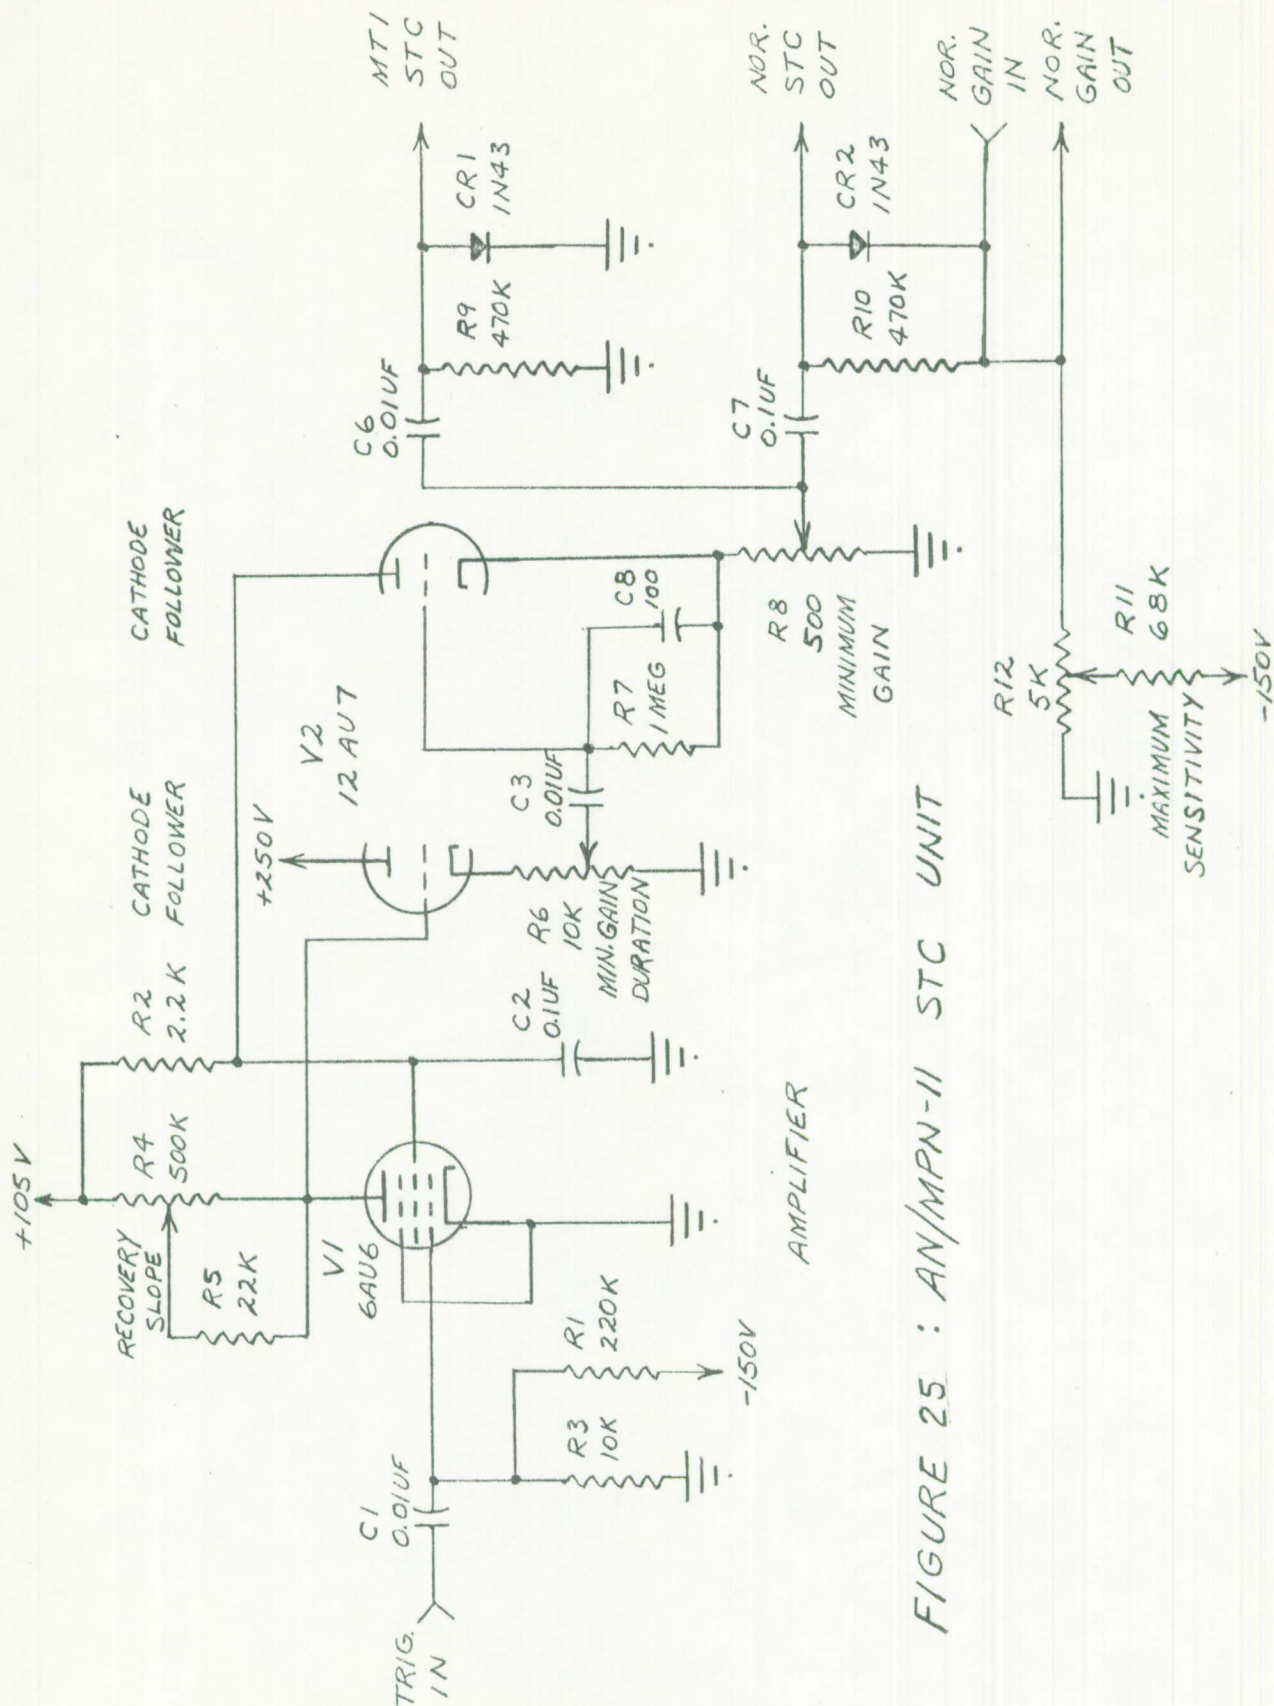 TRIG.
IN
C1
0.01UF
R3
10K
R1
220K
-150V
RECOVERY
SLOPE
R5
22K
+105V
R4
500K
V1
6AU6
AMPLIFIER
R2
2.2K
C2
0.1UF
CATHODE
FOLLOWER
+250V
V2
12AU7
R6
10K
MIN. GAIN
DURATION
C3
0.01UF
R7
1 MEG
C8
100
CATHODE
FOLLOWER
R8
500
MINIMUM
GAIN
C6
0.01UF
R9
470K
CR1
1N43
MTI
STC
OUT
C7
0.1UF
R10
470K
CR2
1N43
NOR.
STC
OUT
NOR.
GAIN
IN
NOR.
GAIN
OUT
R12
5K
R11
68K
MAXIMUM
SENSITIVITY
-150V
FIGURE 25 : AN/MPN-11 STC UNIT